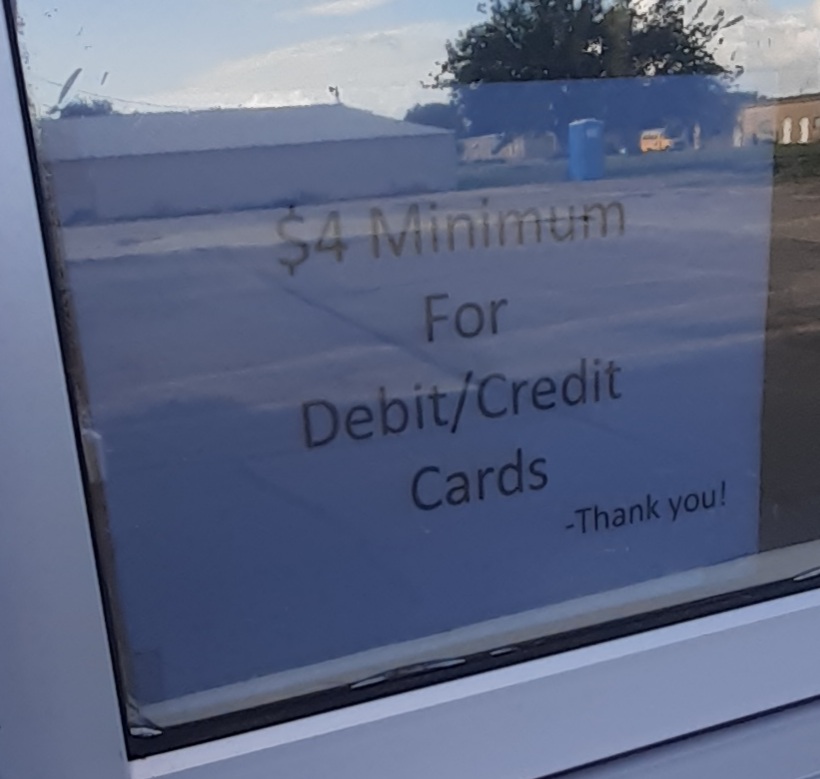 $4 Minimum
For
Debit/Credit
Cards
-Thank you!